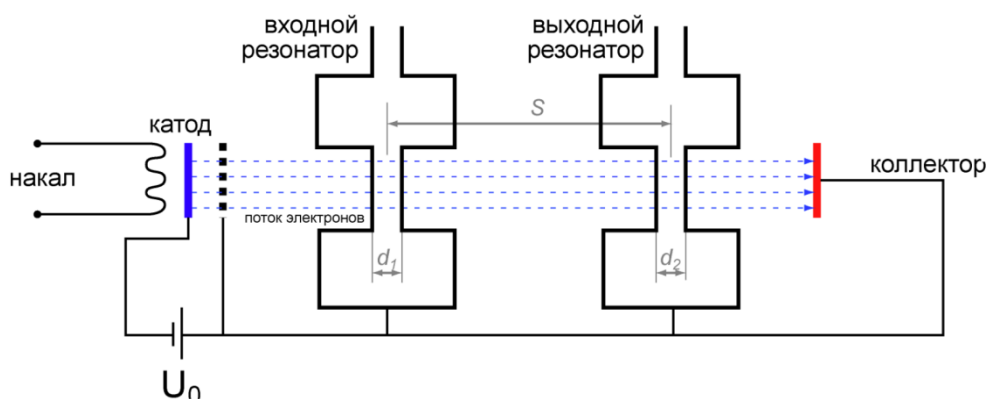 входной
резонатор
выходной
резонатор
S
катод
накал
коллектор
поток электронов
d₁
d₂
U₀